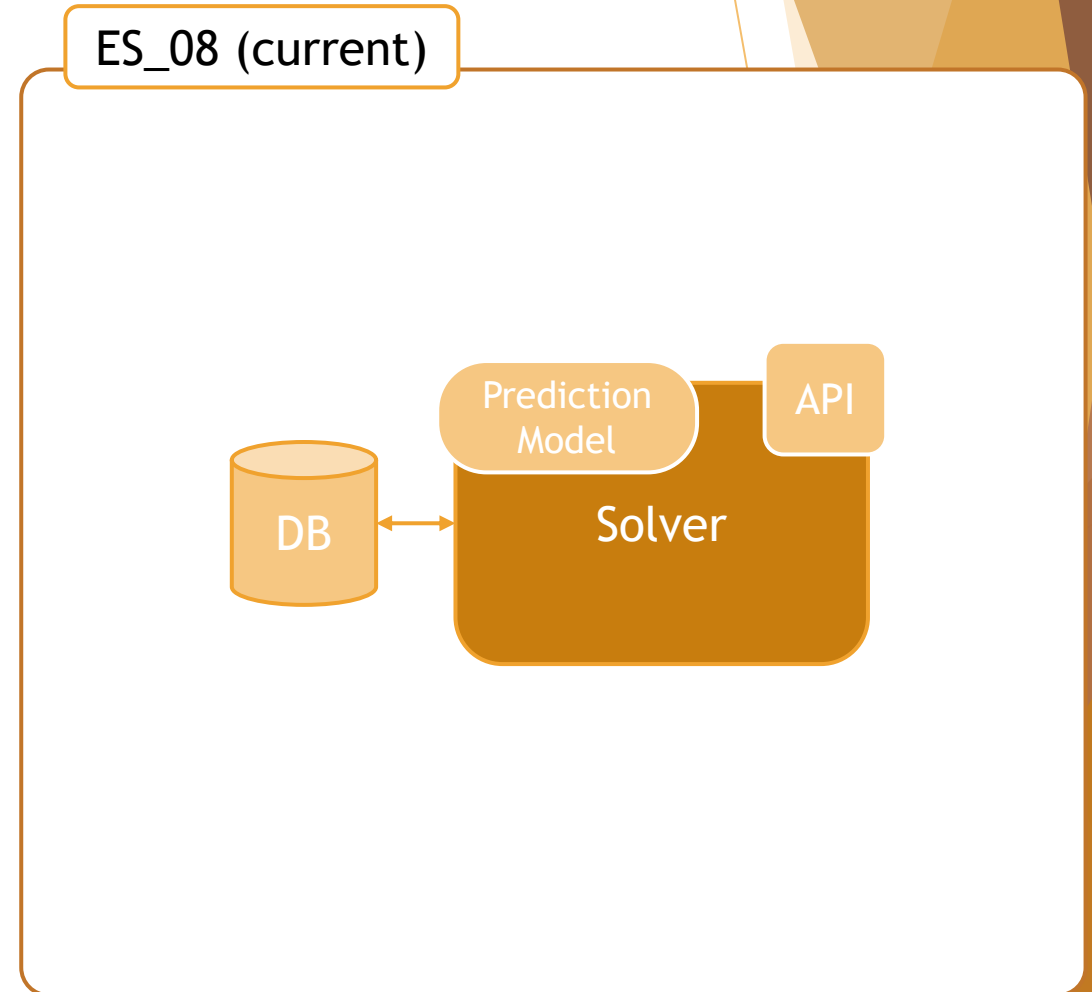 ES_08 (current)
Prediction
Model
API
DB
Solver